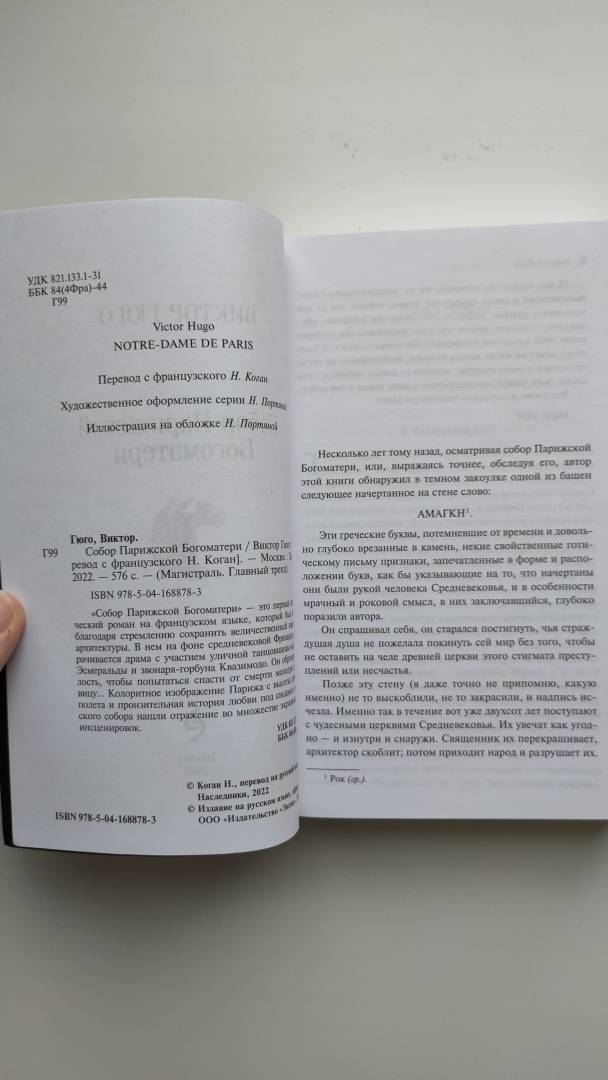 УДК 821.133.1-31
ББК 84(4Фра)-44
Г99
Victor Hugo
NOTRE-DAME DE PARIS
Перевод с французского Н. Коган
Художественное оформление серии Н. Портяной
Иллюстрация на обложке Н. Портяной
Гюго, Виктор.
Г99
Собор Парижской Богоматери / Виктор Гюго
ревод с французского Н. Коган]. — Москва :
2022. — 576 с. — (Магистраль. Главный тренд).
ISBN 978-5-04-168878-3
«Собор Парижской Богоматери» — это первый
ческий роман на французском языке, который
благодаря стремлению сохранить величественный
архитектуры. В нем на фоне средневековой
рачивается драма с участием уличной
Эсмеральды и звонаря-горбуна Квазимодо. Он
лость, чтобы попытаться спасти от смерти
вицу... Колоритное изображение Парижа с высоты
полета и пронзительная история любви под
ского собора нашли отражение во множестве
инсценировок.
УДК
ББК
© Коган Н., перевод на русский
Наследники, 2022
© Издание на русском языке,
ООО «Издательство
ISBN 978-5-04-168878-3
Несколько лет тому назад, осматривая собор Парижской
Богоматери, или, выражаясь точнее, обследуя его, автор
этой книги обнаружил в темном закоулке одной из башен
следующее начертанное на стене слово:
АМАГКН¹.
Эти греческие буквы, потемневшие от времени и доволь-
но глубоко врезанные в камень, некие свойственные готи-
ческому письму признаки, запечатленные в форме и распо-
ложении букв, как бы указывающие на то, что начертаны
они были рукой человека Средневековья, и в особенности
мрачный и роковой смысл, в них заключавшийся, глубоко
поразили автора.
Он спрашивал себя, он старался постигнуть, чья страж-
дущая душа не пожелала покинуть сей мир без того, чтобы
не оставить на челе древней церкви этого стигмата престу-
пления или несчастья.
Позже эту стену (я даже точно не припомню, какую
именно) не то выскоблили, не то закрасили, и надпись ис-
чезла. Именно так в течение вот уже двухсот лет поступают
с чудесными церквями Средневековья. Их увечат как угод-
но — и изнутри и снаружи. Священник их перекрашивает,
архитектор скоблит; потом приходит народ и разрушает их.
¹ Рок (гр.).